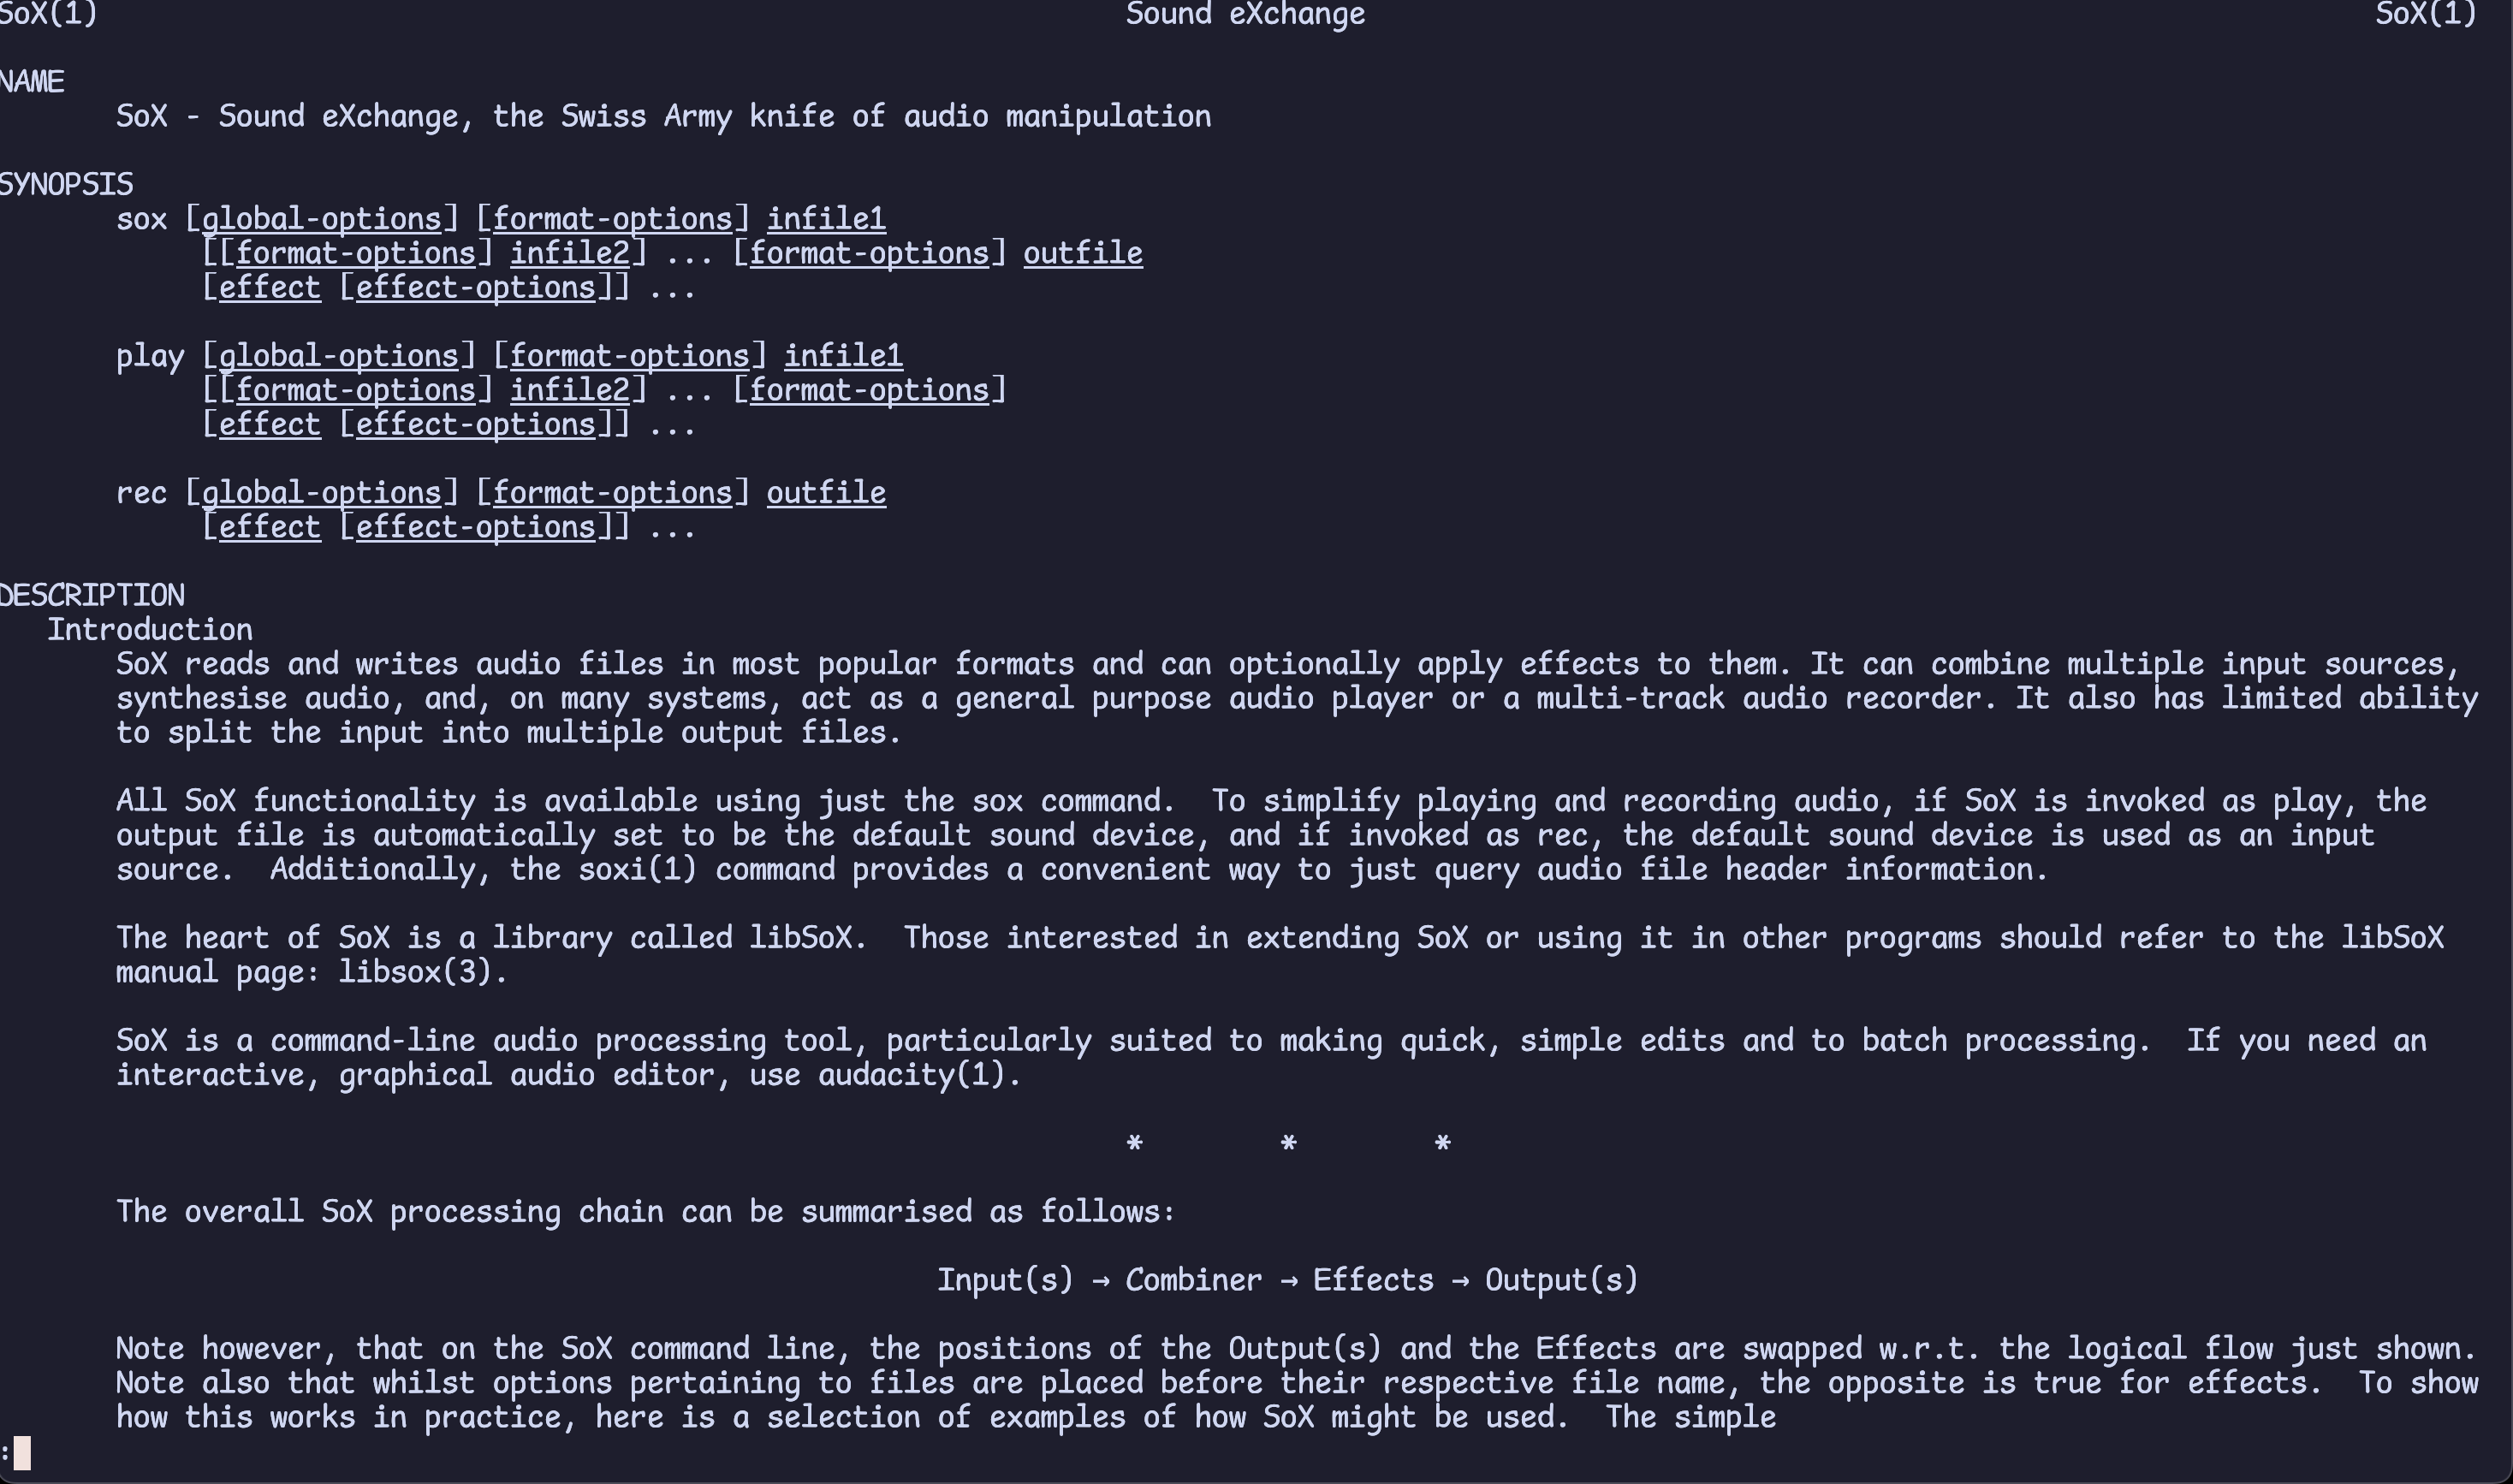 SoX(1) Sound eXchange SoX(1)
NAME
SoX - Sound eXchange, the Swiss Army knife of audio manipulation
SYNOPSIS
sox [global-options] [format-options] infile1
[[format-options] infile2] ... [format-options] outfile
[effect [effect-options]] ...
play [global-options] [format-options] infile1
[[format-options] infile2] ... [format-options]
[effect [effect-options]] ...
rec [global-options] [format-options] outfile
[effect [effect-options]] ...
DESCRIPTION
Introduction
SoX reads and writes audio files in most popular formats and can optionally apply effects to them. It can combine multiple input sources,
synthesise audio, and, on many systems, act as a general purpose audio player or a multi-track audio recorder. It also has limited ability
to split the input into multiple output files.
All SoX functionality is available using just the sox command.  To simplify playing and recording audio, if SoX is invoked as play, the
output file is automatically set to be the default sound device, and if invoked as rec, the default sound device is used as an input
source.  Additionally, the soxi(1) command provides a convenient way to just query audio file header information.
The heart of SoX is a library called libSoX.  Those interested in extending SoX or using it in other programs should refer to the libSoX
manual page: libsox(3).
SoX is a command-line audio processing tool, particularly suited to making quick, simple edits and to batch processing.  If you need an
interactive, graphical audio editor, use audacity(1).
* * *
The overall SoX processing chain can be summarised as follows:
Input(s) → Combiner → Effects → Output(s)
Note however, that on the SoX command line, the positions of the Output(s) and the Effects are swapped w.r.t. the logical flow just shown.
Note also that whilst options pertaining to files are placed before their respective file name, the opposite is true for effects.  To show
how this works in practice, here is a selection of examples of how SoX might be used.  The simple
: